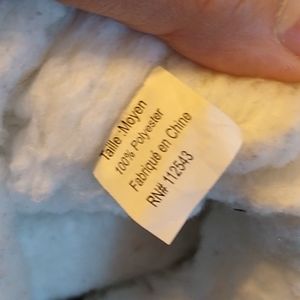 Taille :Moyen
100% Polyester
Fabriqué en Chine
RN# 112543